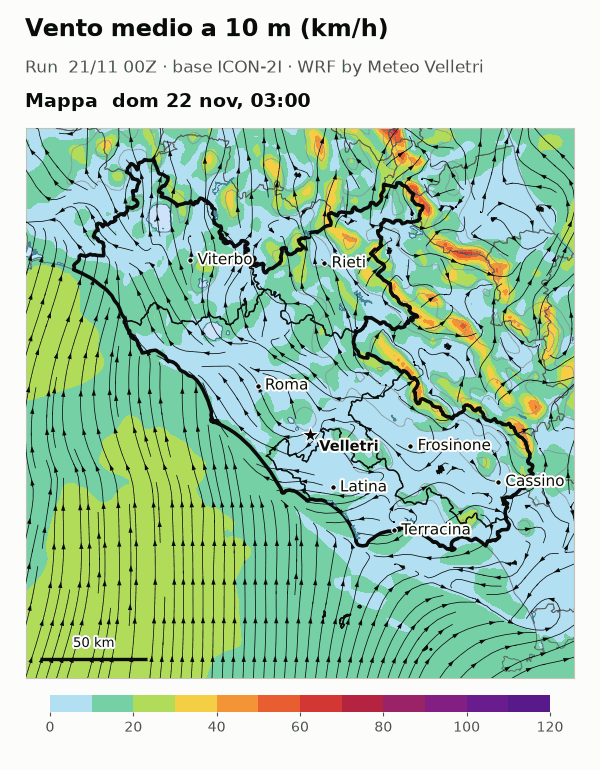 Vento medio a 10 m (km/h)
Run  21/11 00Z · base ICON-2I · WRF by Meteo Velletri
Mappa  dom 22 nov, 03:00
Viterbo
Rieti
Roma
Velletri
Frosinone
Cassino
Latina
Terracina
50 km
0 20 40 60 80 100 120